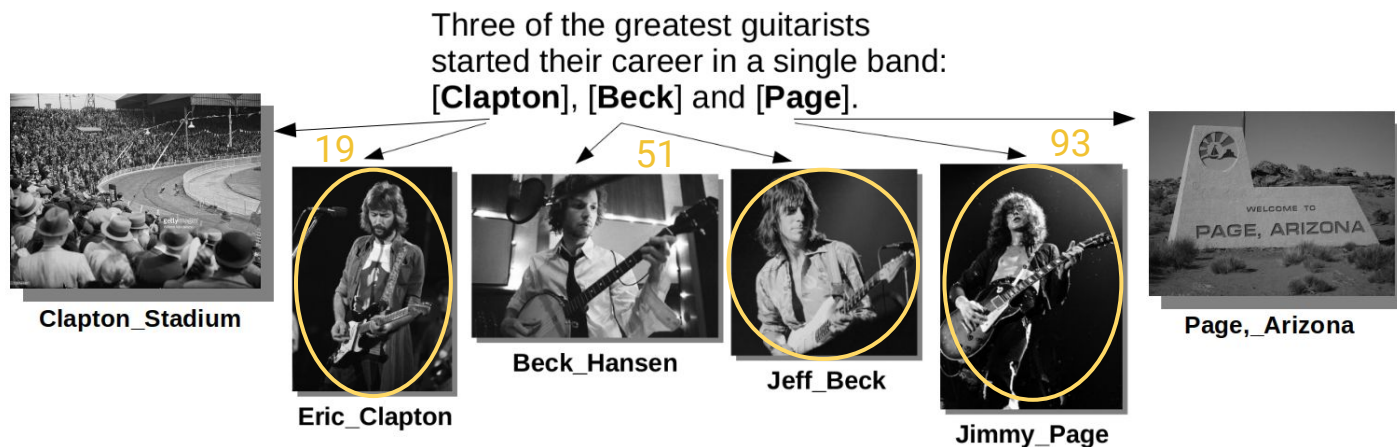 Three of the greatest guitarists
started their career in a single band:
[Clapton], [Beck] and [Page].
19
51
93
gettyimages
WELCOME TO
PAGE, ARIZONA
Clapton_Stadium
Eric_Clapton
Beck_Hansen
Jeff_Beck
Jimmy_Page
Page,_Arizona